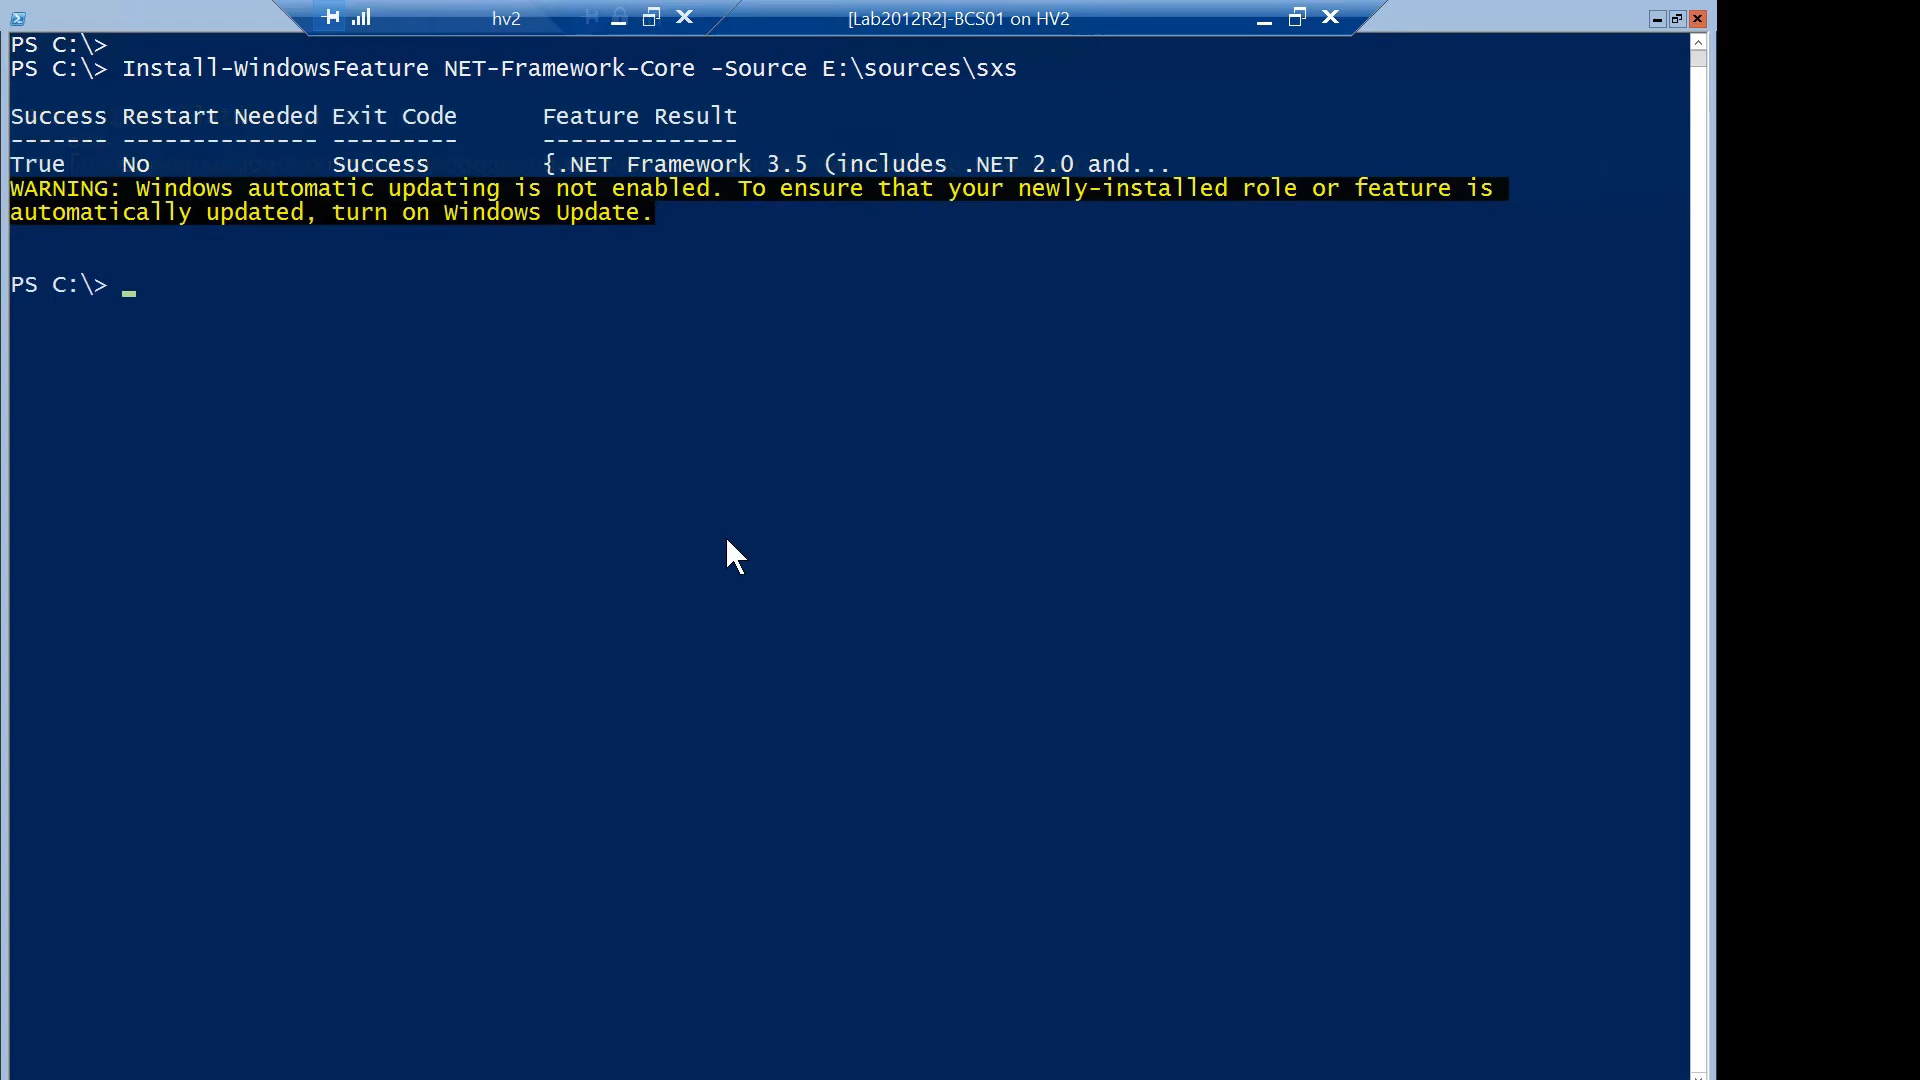 hv2
[Lab2012R2]-BCS01 on HV2
PS C:\>
PS C:\> Install-WindowsFeature NET-Framework-Core -Source E:\sources\sxs
Success Restart Needed Exit Code      Feature Result
------- -------------- ---------      --------------
True    No             Success        {.NET Framework 3.5 (includes .NET 2.0 and...
WARNING: Windows automatic updating is not enabled. To ensure that your newly-installed role or feature is
automatically updated, turn on Windows Update.
PS C:\>